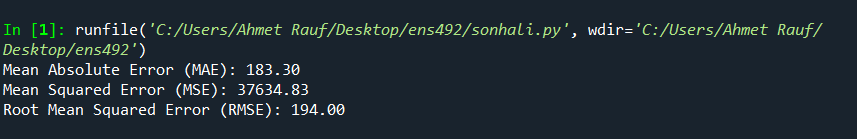 In [1]: runfile('C:/Users/Ahmet Rauf/Desktop/ens492/sonhali.py', wdir='C:/Users/Ahmet Rauf/
Desktop/ens492')
Mean Absolute Error (MAE): 183.30
Mean Squared Error (MSE): 37634.83
Root Mean Squared Error (RMSE): 194.00